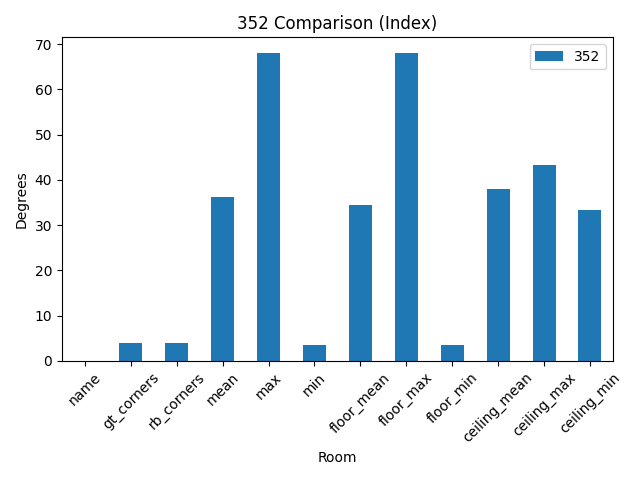 352 Comparison (Index)
352
Degrees
70
60
50
40
30
20
10
0
name
gt_corners
rb_corners
mean
max
min
floor_mean
floor_max
floor_min
ceiling_mean
ceiling_max
ceiling_min
Room